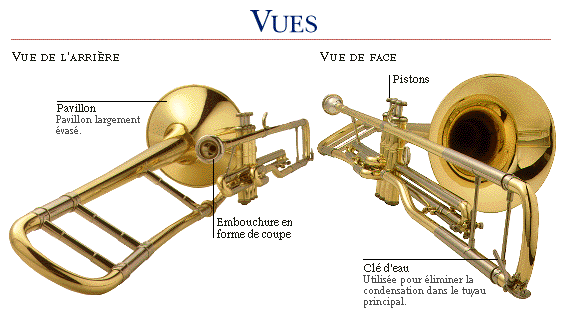 VUES
VUE DE L'ARRIÈRE
VUE DE FACE
Pistons
Pavillon
Pavillon largement
évasé.
Embouchure en
forme de coupe
Clé d'eau
Utilisée pour éliminer la
condensation dans le tuyau
principal.